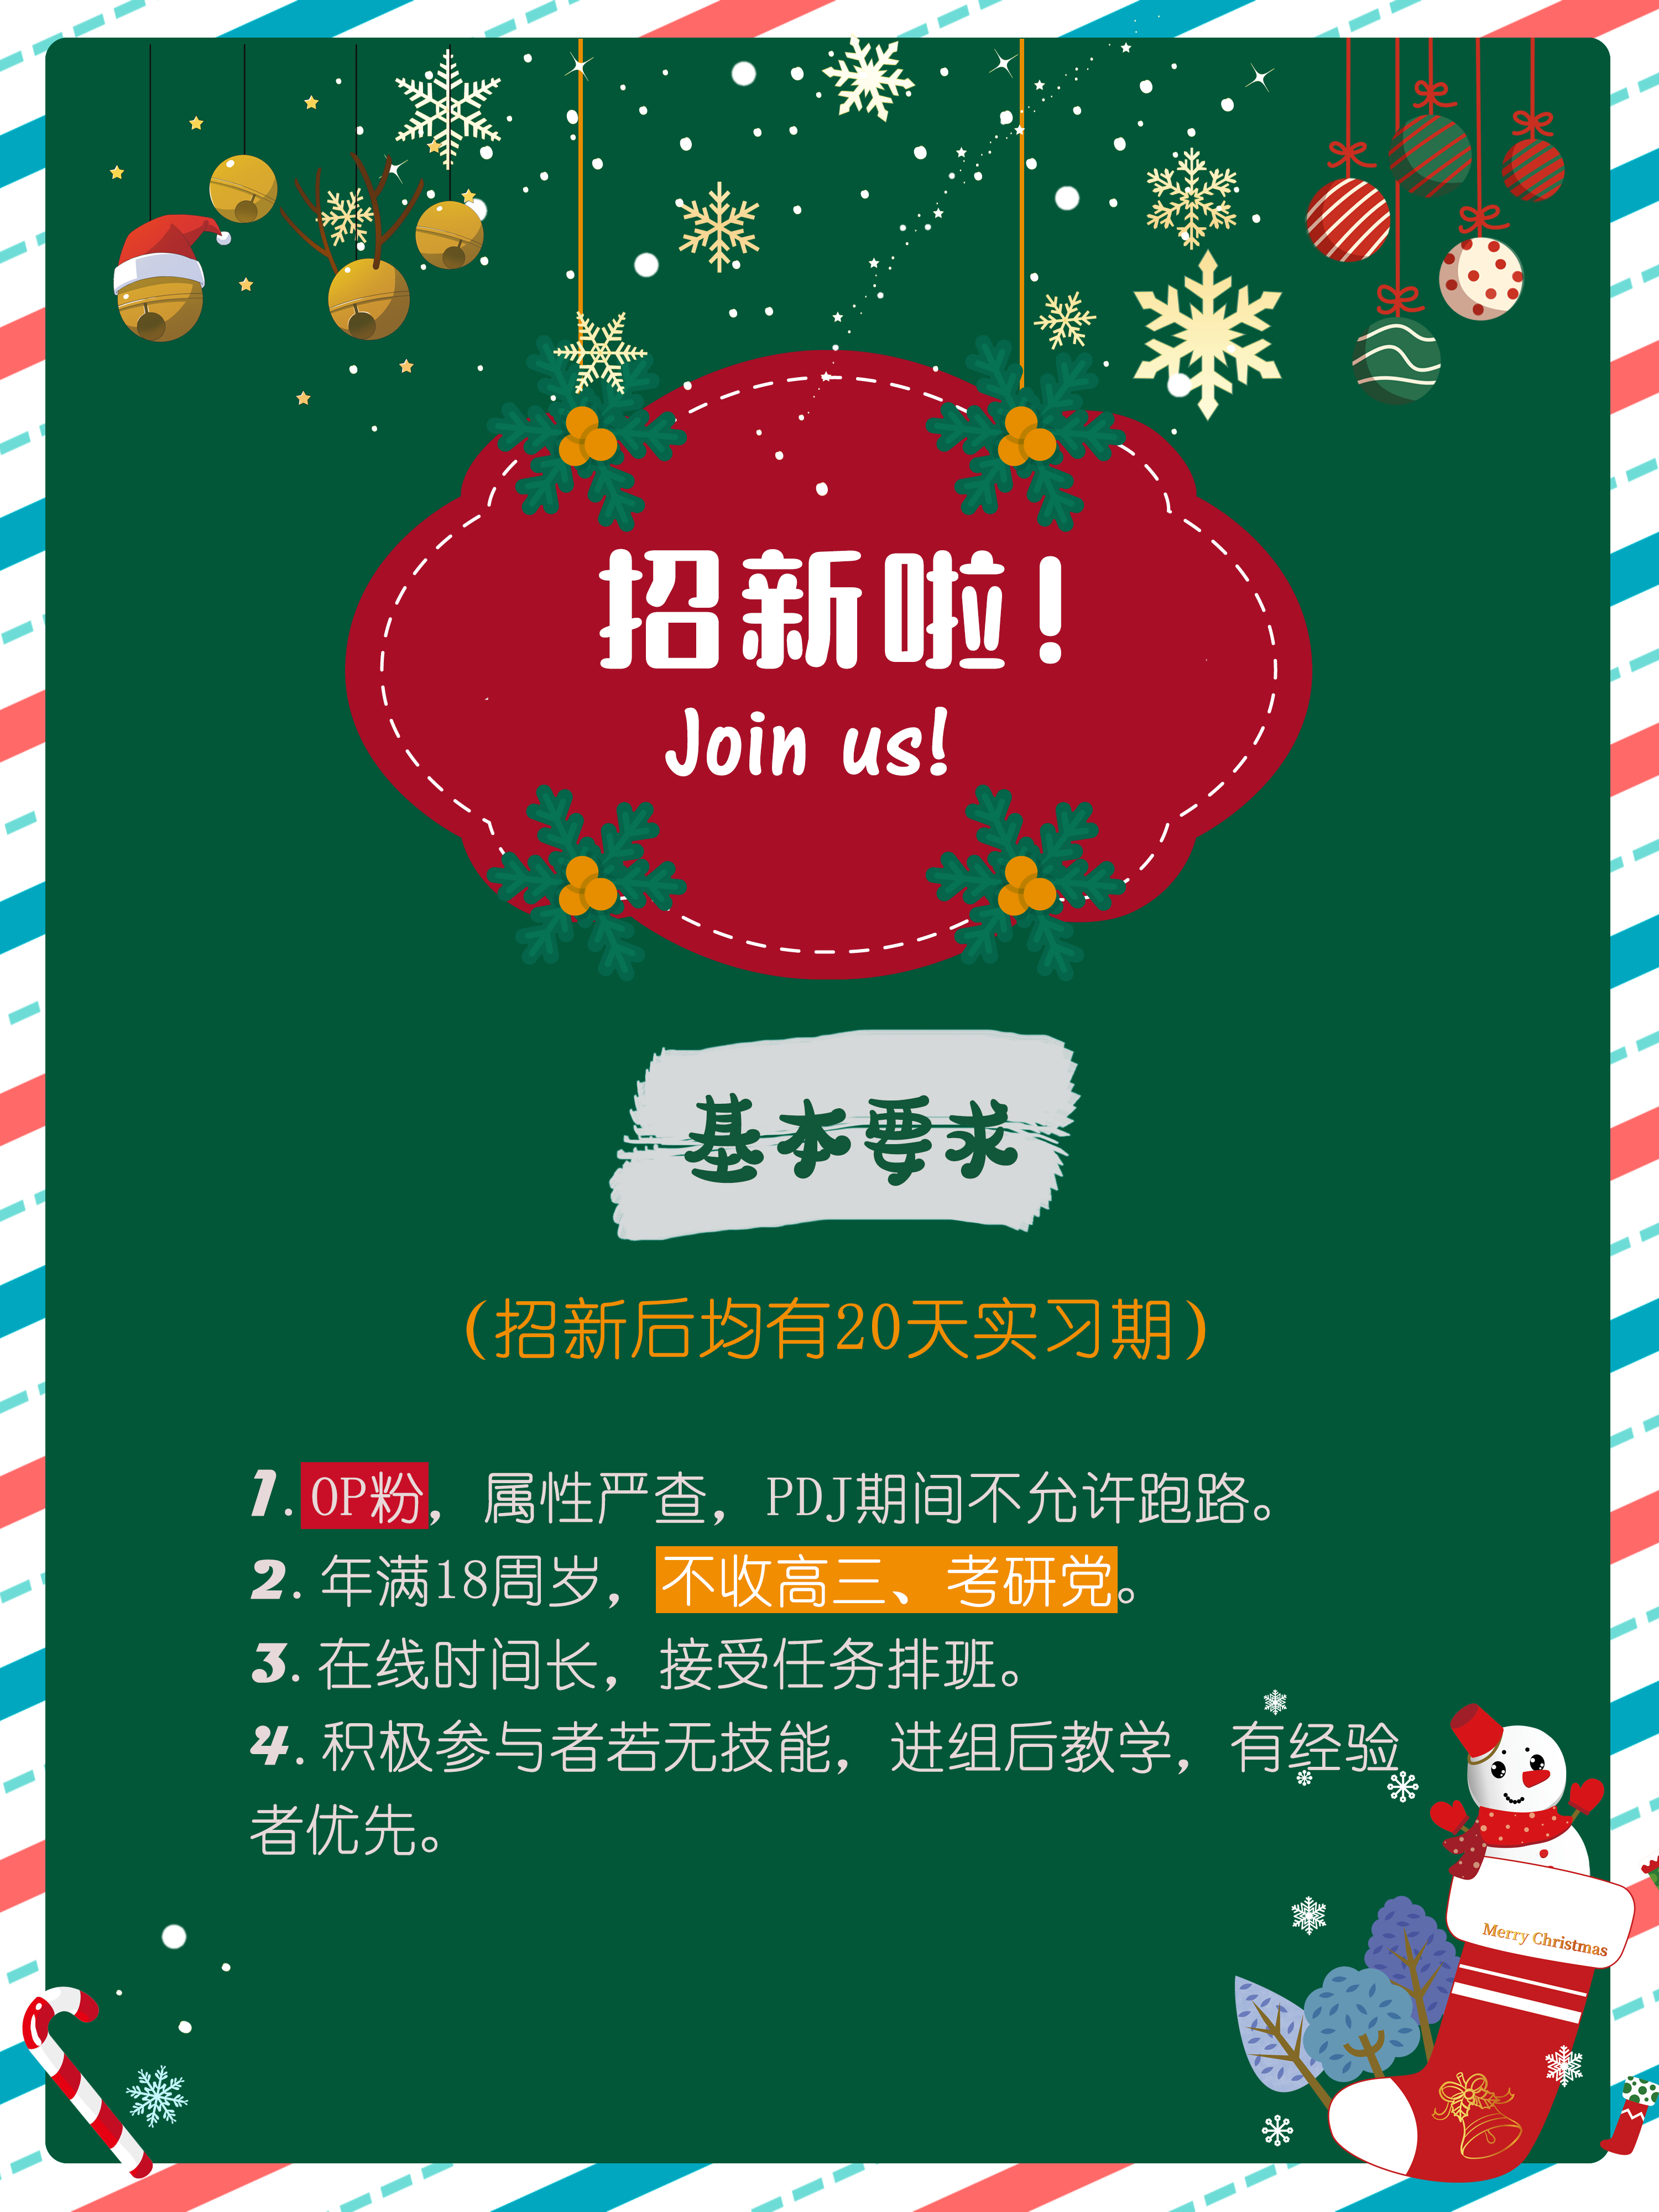 招新啦！
Join us!
基本要求
（招新后均有20天实习期）
1. OP粉，属性严查，PDJ期间不允许跑路。
2. 年满18周岁，不收高三、考研党。
3. 在线时间长，接受任务排班。
4. 积极参与者若无技能，进组后教学，有经验
者优先。
Merry Christmas